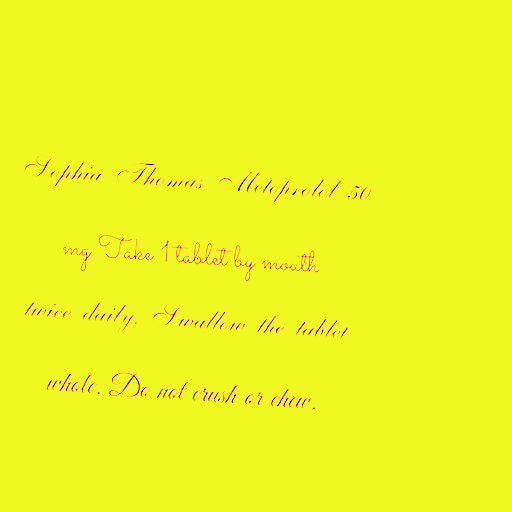 Sophia Thomas Metoprolol 50
mg Take 1 tablet by mouth
twice daily. Swallow the tablet
whole. Do not crush or chew.